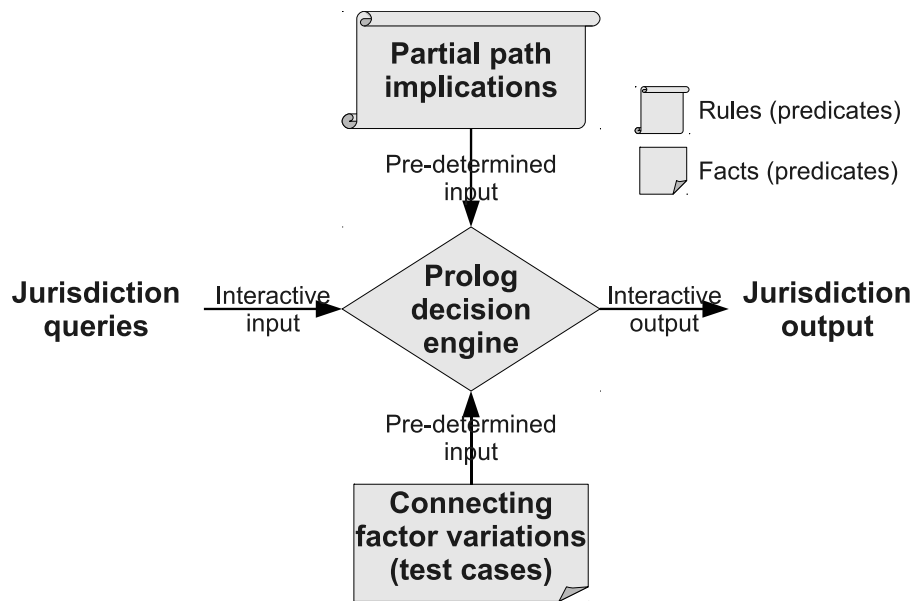 Partial path
implications
Rules (predicates)
Facts (predicates)
Pre-determined
input
Jurisdiction
queries
Interactive
input
Prolog
decision
engine
Interactive
output
Jurisdiction
output
Pre-determined
input
Connecting
factor variations
(test cases)